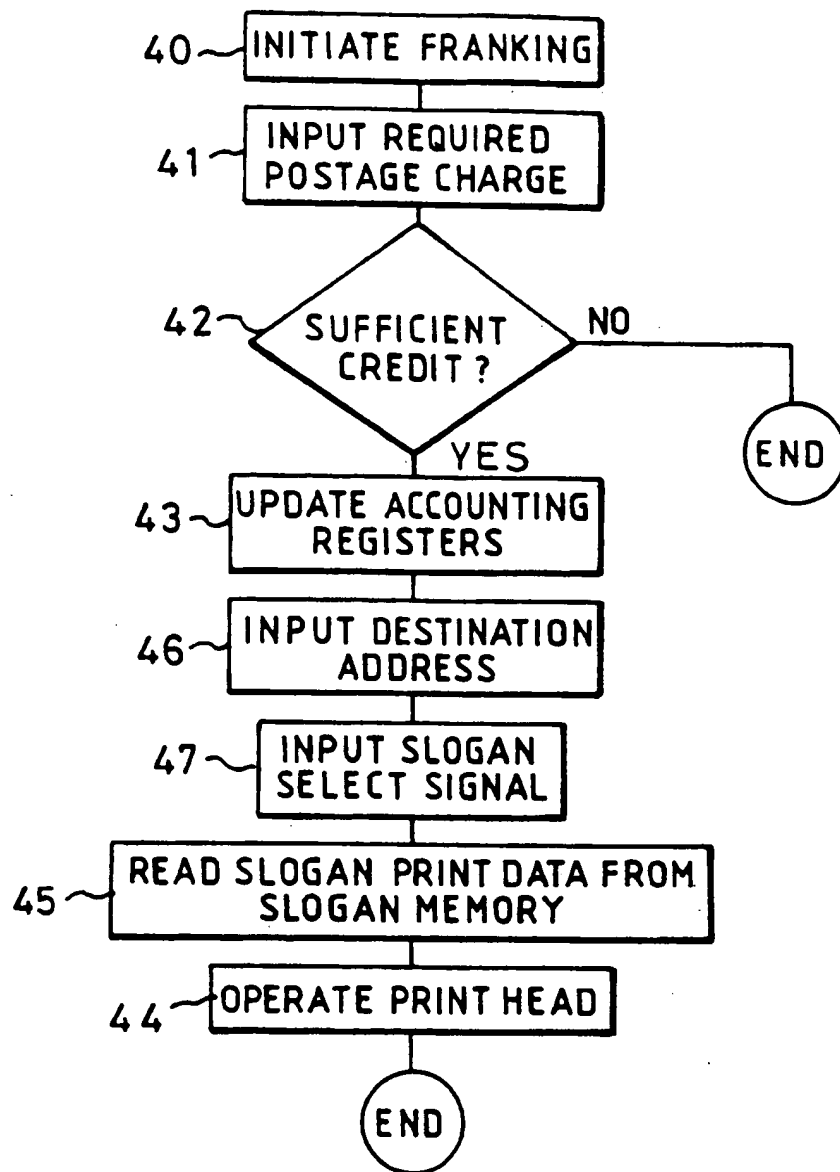 40
INITIATE FRANKING
41
INPUT REQUIRED
POSTAGE CHARGE
42
SUFFICIENT
CREDIT ?
NO
END
YES
43
UPDATE ACCOUNTING
REGISTERS
46
INPUT DESTINATION
ADDRESS
47
INPUT SLOGAN
SELECT SIGNAL
45
READ SLOGAN PRINT DATA FROM
SLOGAN MEMORY
44
OPERATE PRINT HEAD
END